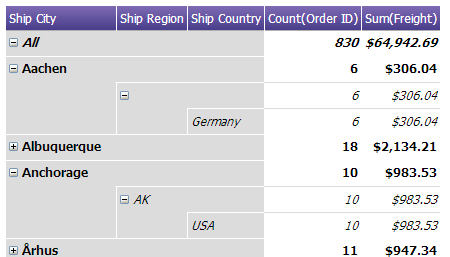 Ship City Ship Region Ship Country Count(Order ID) Sum(Freight)
All 830 $64,942.69
Aachen 6 $306.04
6 $306.04
Germany 6 $306.04
Albuquerque 18 $2,134.21
Anchorage 10 $983.53
AK 10 $983.53
USA 10 $983.53
Århus 11 $947.34